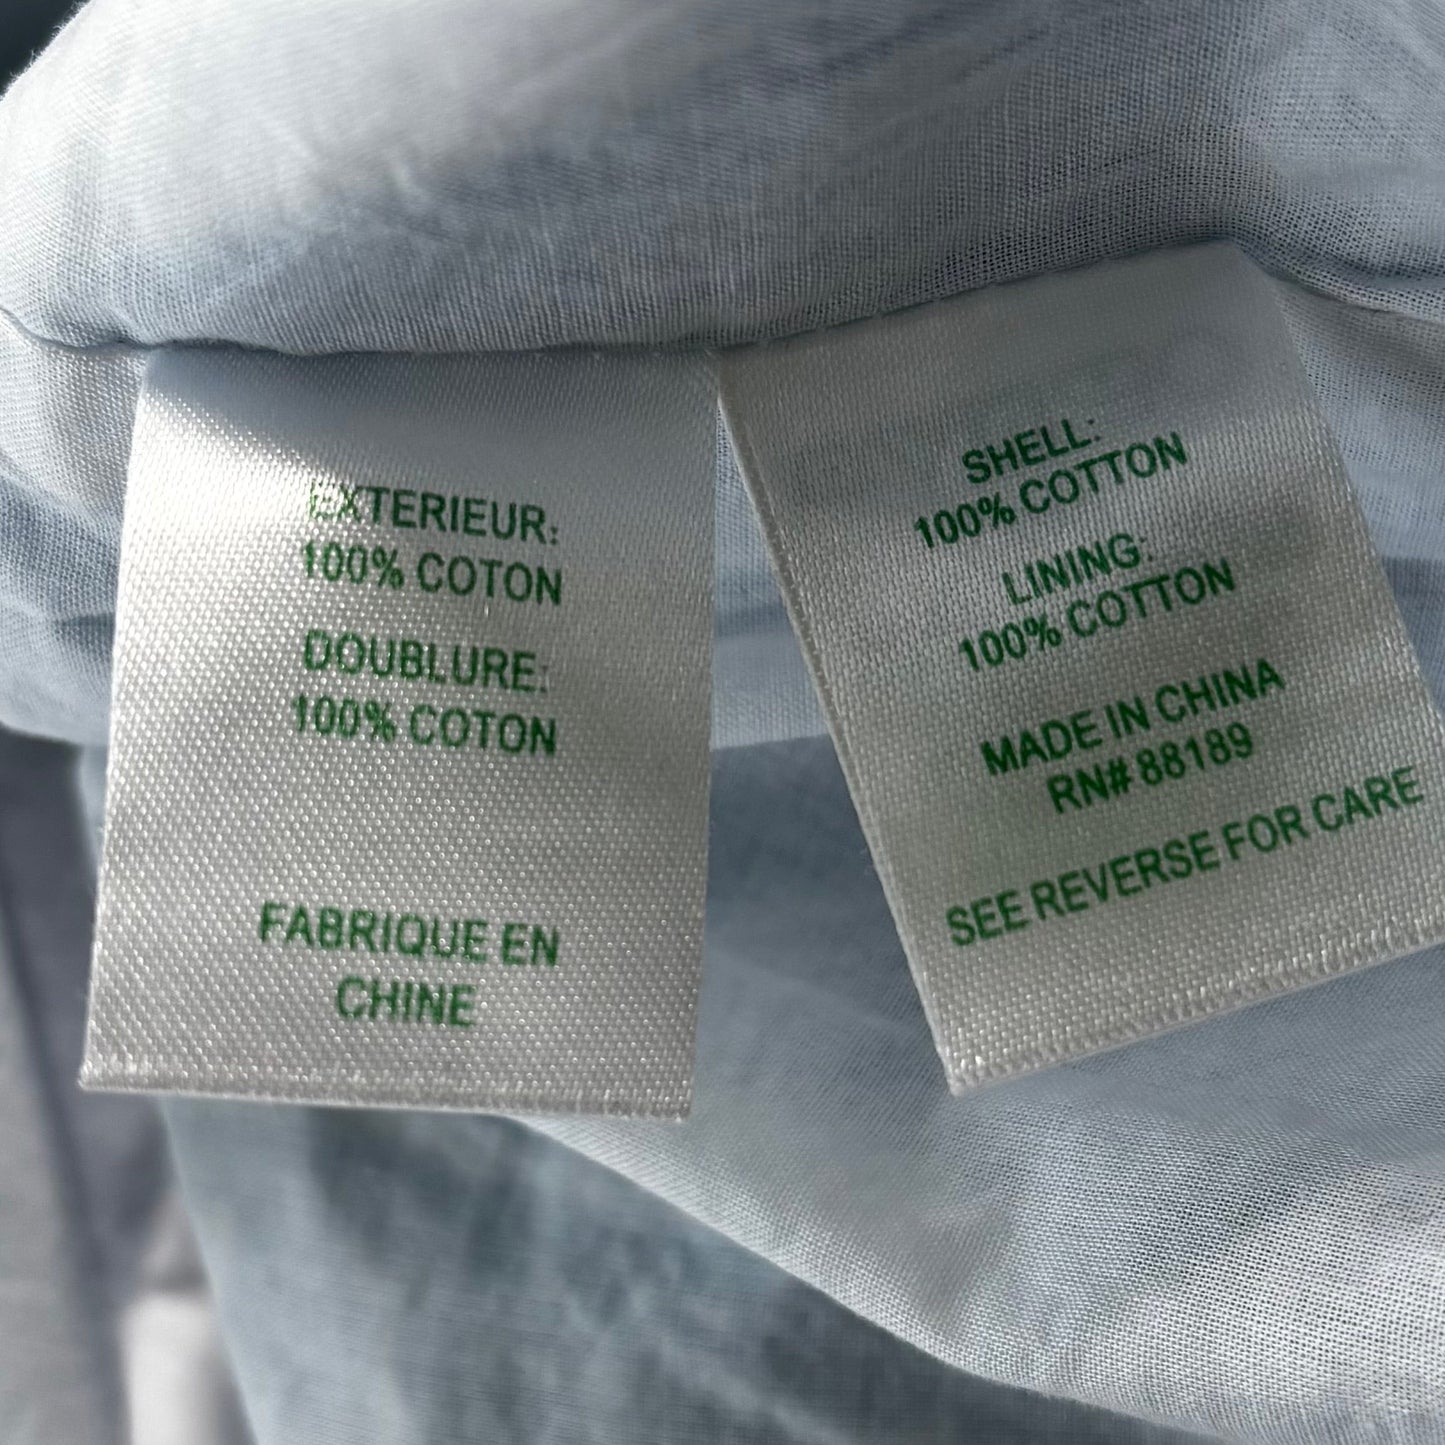 EXTERIEUR:
100% COTON
DOUBLURE:
100% COTON
FABRIQUE EN
CHINE
SHELL:
100% COTTON
LINING:
100% COTTON
MADE IN CHINA
RN# 88189
SEE REVERSE FOR CARE